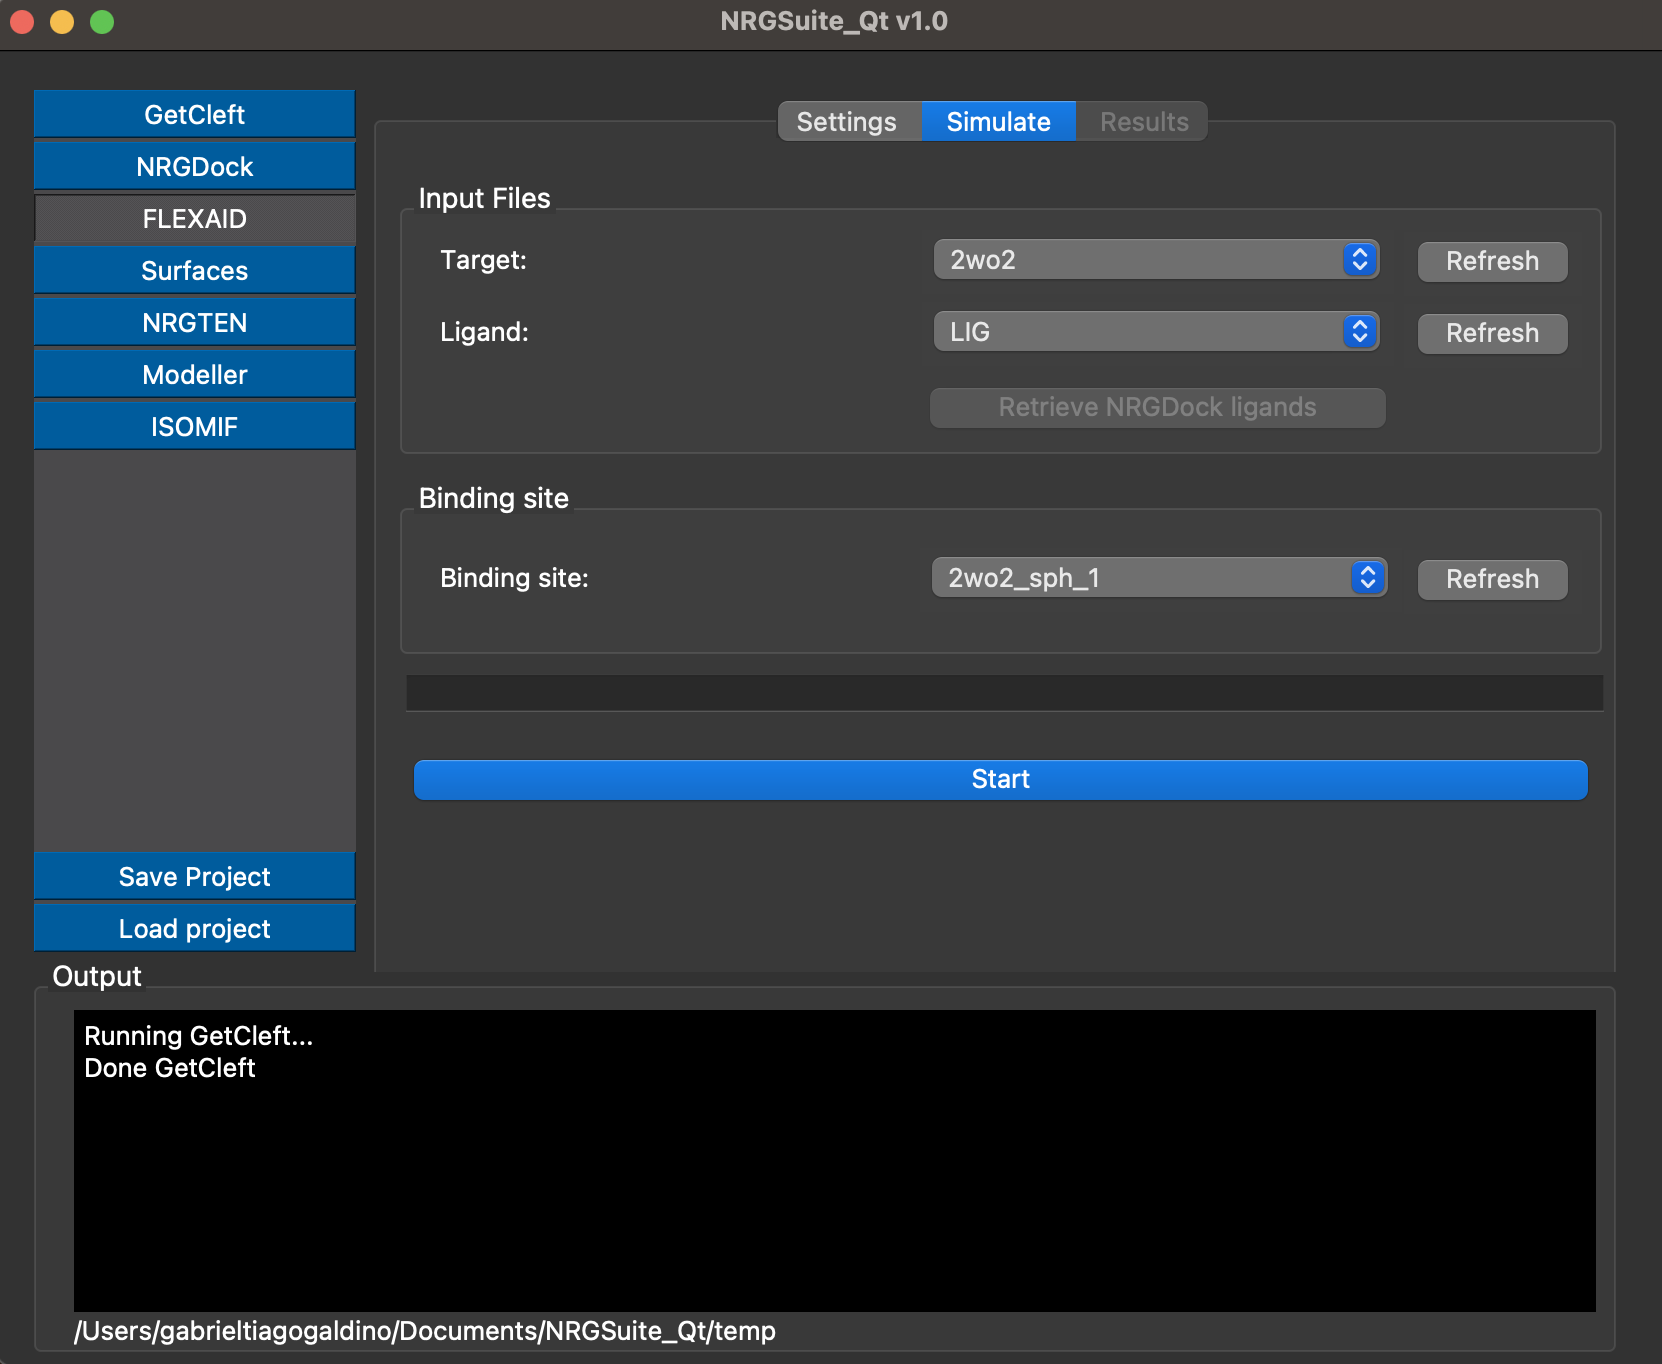 NRGSuite_Qt v1.0
GetCleft
NRGDock
FLEXAID
Surfaces
NRGTEN
Modeller
ISOMIF
Save Project
Load project
Settings Simulate Results
Input Files
Target: 2wo2 Refresh
Ligand: LIG Refresh
Retrieve NRGDock ligands
Binding site
Binding site: 2wo2_sph_1 Refresh
Start
Output
Running GetCleft...
Done GetCleft
/Users/gabrieltiagogaldino/Documents/NRGSuite_Qt/temp